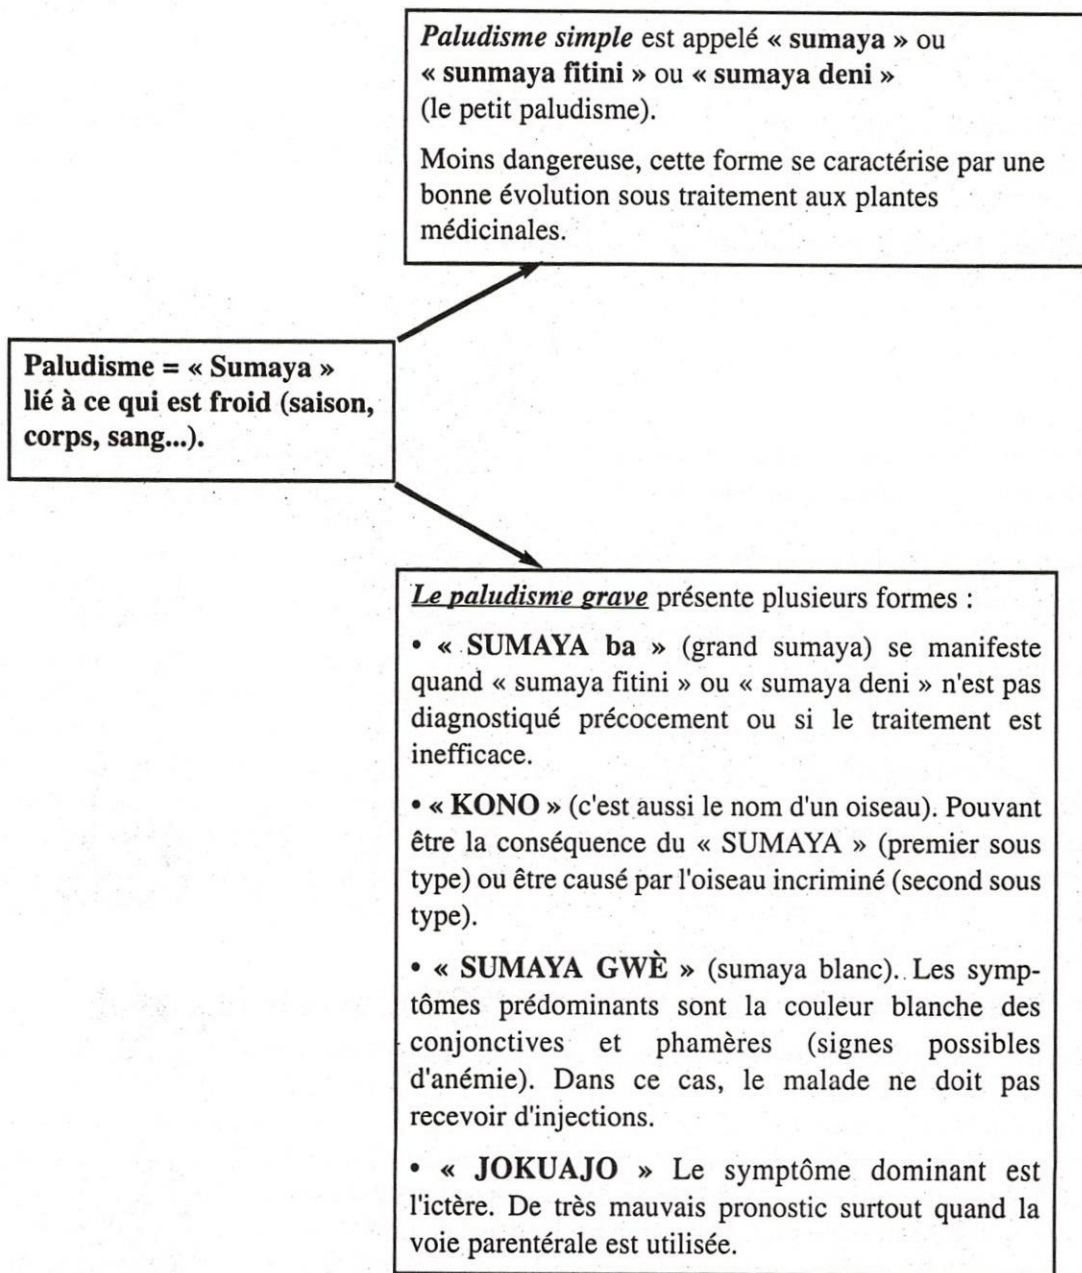 Paludisme simple est appelé « sumaya » ou
« sunmaya fitini » ou « sumaya deni »
(le petit paludisme).
Moins dangereuse, cette forme se caractérise par une
bonne évolution sous traitement aux plantes
médicinales.
Paludisme = « Sumaya »
lié à ce qui est froid (saison,
corps, sang...).
Le paludisme grave présente plusieurs formes :
• « SUMAYA ba » (grand sumaya) se manifeste
quand « sumaya fitini » ou « sumaya deni » n'est pas
diagnostiqué précocement ou si le traitement est
inefficace.
• « KONO » (c'est aussi le nom d'un oiseau). Pouvant
être la conséquence du « SUMAYA » (premier sous
type) ou être causé par l'oiseau incriminé (second sous
type).
• « SUMAYA GWÈ » (sumaya blanc). Les symp-
tômes prédominants sont la couleur blanche des
conjonctives et phamères (signes possibles
d'anémie). Dans ce cas, le malade ne doit pas
recevoir d'injections.
• « JOKUAJO » Le symptôme dominant est
l'ictère. De très mauvais pronostic surtout quand la
voie parentérale est utilisée.